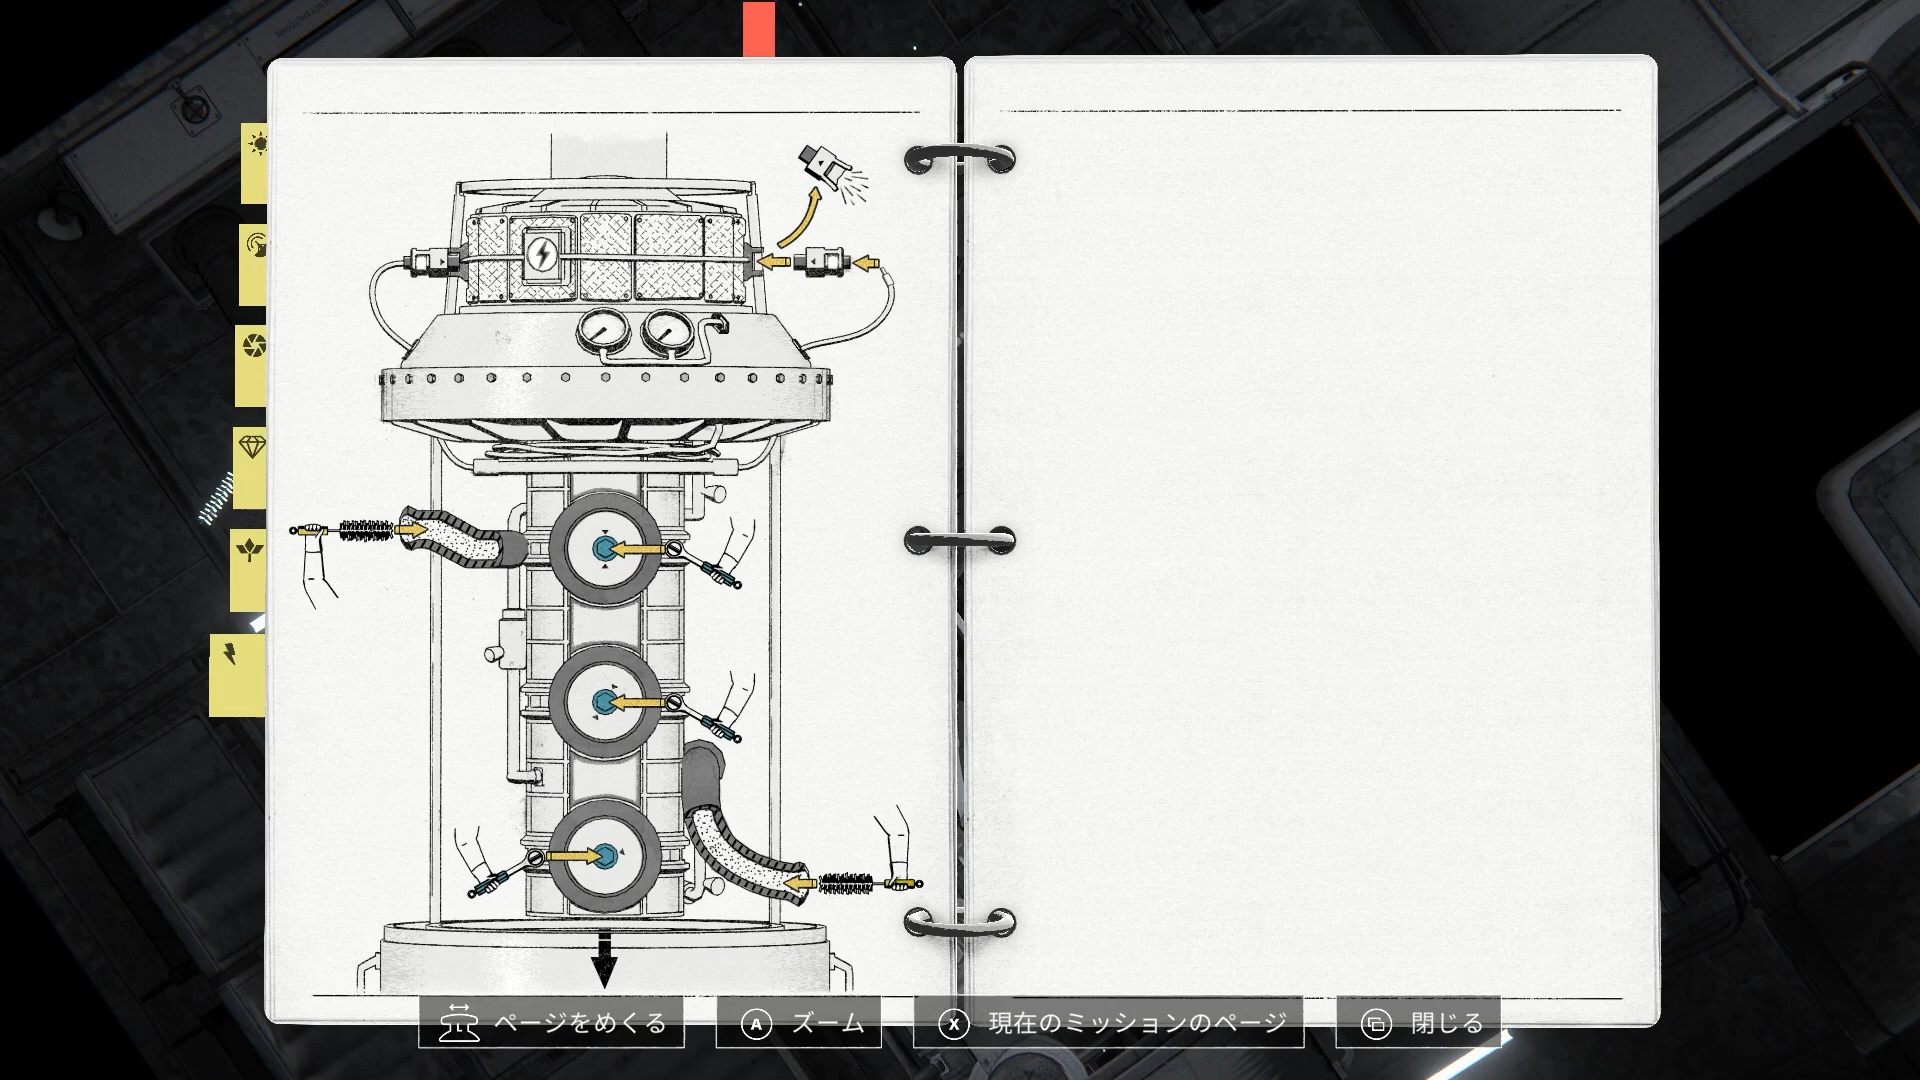 ページをめくる
A ズーム
X 現在のミッションのページ
閉じる